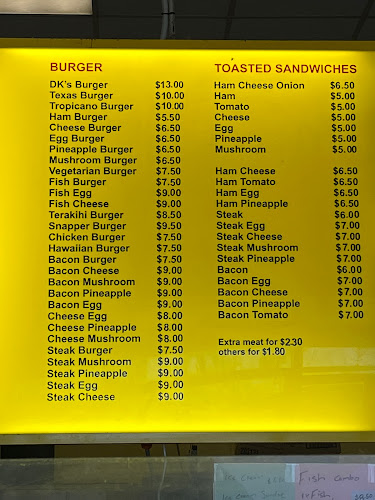 BURGER
DK's Burger $13.00
Texas Burger $10.00
Tropicano Burger $10.00
Ham Burger $5.50
Cheese Burger $6.50
Egg Burger $6.50
Pineapple Burger $6.50
Mushroom Burger $6.50
Vegetarian Burger $7.50
Fish Burger $7.50
Fish Egg $9.00
Fish Cheese $9.00
Terakihi Burger $8.50
Snapper Burger $9.50
Chicken Burger $7.50
Hawaiian Burger $7.50
Bacon Burger $7.50
Bacon Cheese $9.00
Bacon Mushroom $9.00
Bacon Pineapple $9.00
Bacon Egg $9.00
Cheese Egg $8.00
Cheese Pineapple $8.00
Cheese Mushroom $8.00
Steak Burger $7.50
Steak Mushroom $9.00
Steak Pineapple $9.00
Steak Egg $9.00
Steak Cheese $9.00
TOASTED SANDWICHES
Ham Cheese Onion $6.50
Ham $5.00
Tomato $5.00
Cheese $5.00
Egg $5.00
Pineapple $5.00
Mushroom $5.00
Ham Cheese $6.50
Ham Tomato $6.50
Ham Egg $6.50
Ham Pineapple $6.50
Steak $6.00
Steak Egg $7.00
Steak Cheese $7.00
Steak Mushroom $7.00
Steak Pineapple $7.00
Bacon $6.00
Bacon Egg $7.00
Bacon Cheese $7.00
Bacon Pineapple $7.00
Bacon Tomato $7.00
Extra meat for $2.30
others for $1.80
Fish combo